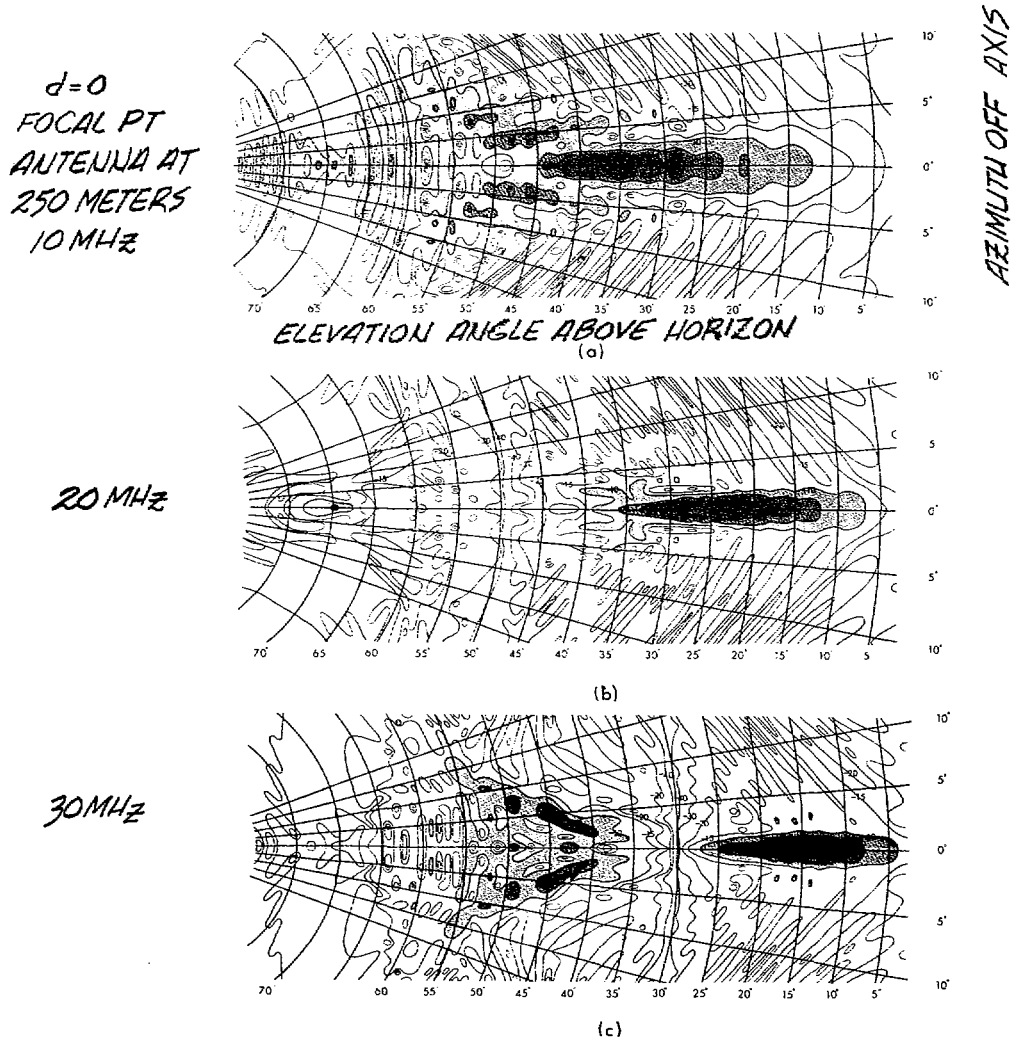 d=0
FOCAL PT
ANTENNA AT
250 METERS
10 MHz
AZIMUTH OFF AXIS
10°
5°
0°
5°
10°
70° 65° 60° 55° 50° 45° 40° 35° 30° 25° 20° 15° 10° 5°
ELEVATION ANGLE ABOVE HORIZON
(a)
20 MHz
10°
5
0°
5°
10°
70° 65 60° 55° 50° 45° 40° 35° 30° 25° 20° 15° 10° 5
(b)
30 MHz
10°
5°
0°
5°
10°
70° 60 55° 50° 45° 40° 35° 30° 25° 20° 15° 10° 5°
(c)